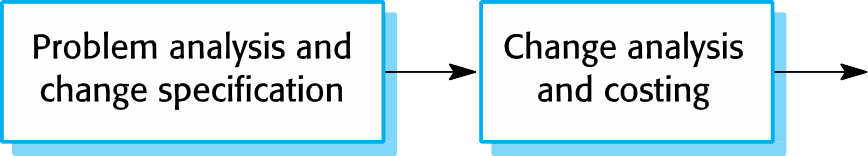 Problem analysis and
change specification
Change analysis
and costing